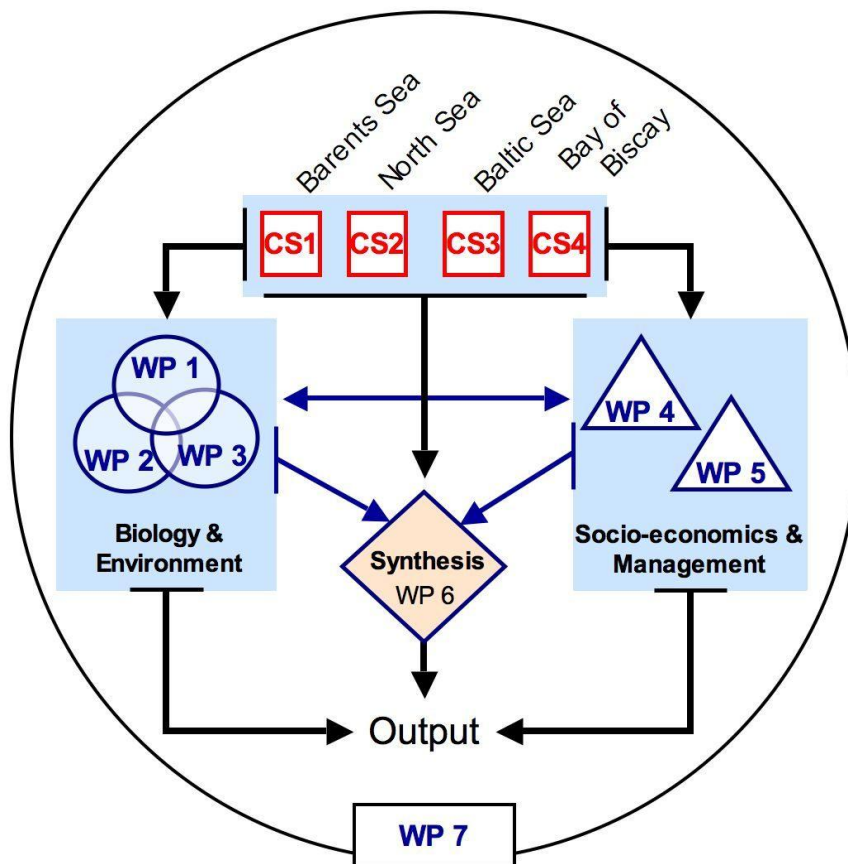 Barents Sea
North Sea
Baltic Sea
Bay of
Biscay
CS1
CS2
CS3
CS4
WP 1
WP 2
WP 3
Biology &
Environment
WP 4
WP 5
Socio-economics &
Management
Synthesis
WP 6
Output
WP 7